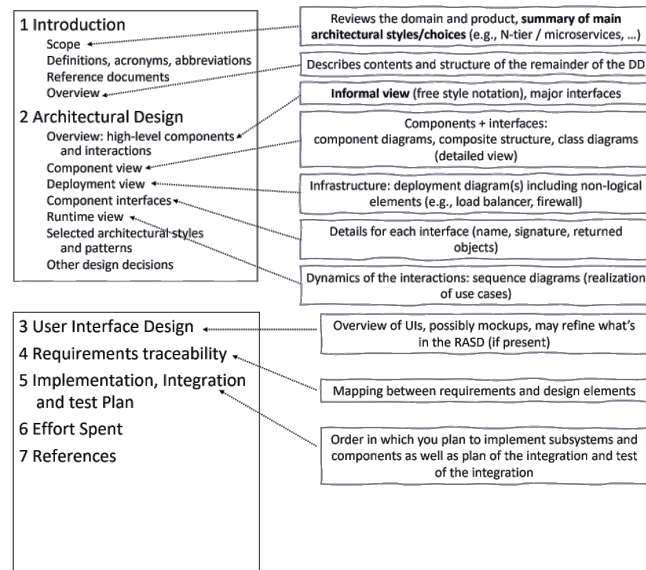 1 Introduction
Scope
Definitions, acronyms, abbreviations
Reference documents
Overview
2 Architectural Design
Overview: high-level components
and interactions
Component view
Deployment view
Component interfaces
Runtime view
Selected architectural styles
and patterns
Other design decisions
Reviews the domain and product, summary of main
architectural styles/choices (e.g., N-tier / microservices, …)
Describes contents and structure of the remainder of the DD
Informal view (free style notation), major interfaces
Components + interfaces:
component diagrams, composite structure, class diagrams
(detailed view)
Infrastructure: deployment diagram(s) including non-logical
elements (e.g., load balancer, firewall)
Details for each interface (name, signature, returned
objects)
Dynamics of the interactions: sequence diagrams (realization
of use cases)
3 User Interface Design
4 Requirements traceability
5 Implementation, Integration
and test Plan
6 Effort Spent
7 References
Overview of UIs, possibly mockups, may refine what's
in the RASD (if present)
Mapping between requirements and design elements
Order in which you plan to implement subsystems and
components as well as plan of the integration and test
of the integration